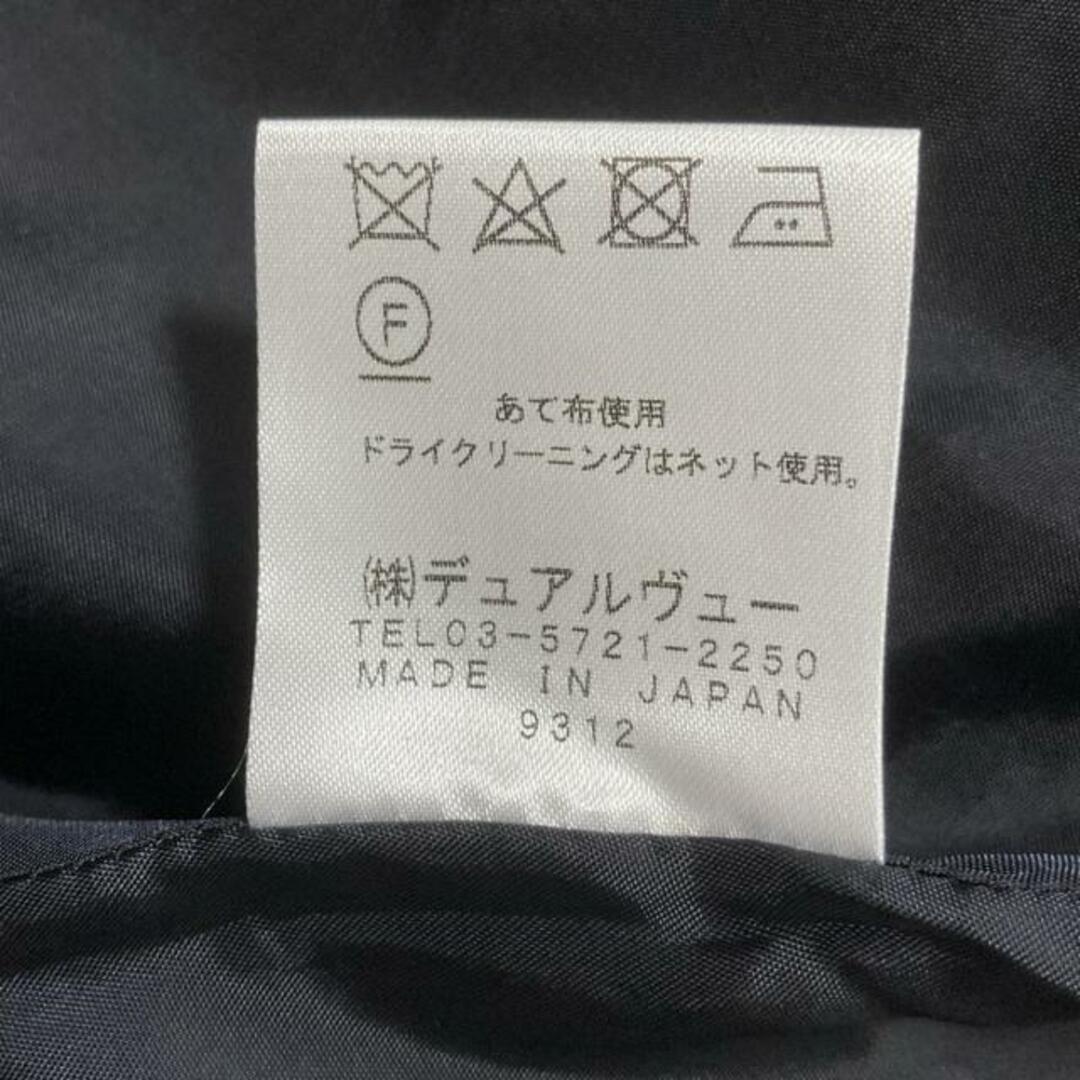 F
あて布使用
ドライクリーニングはネット使用。
㈱デュアルヴュー
TEL03-5721-2250
MADE IN JAPAN
9312